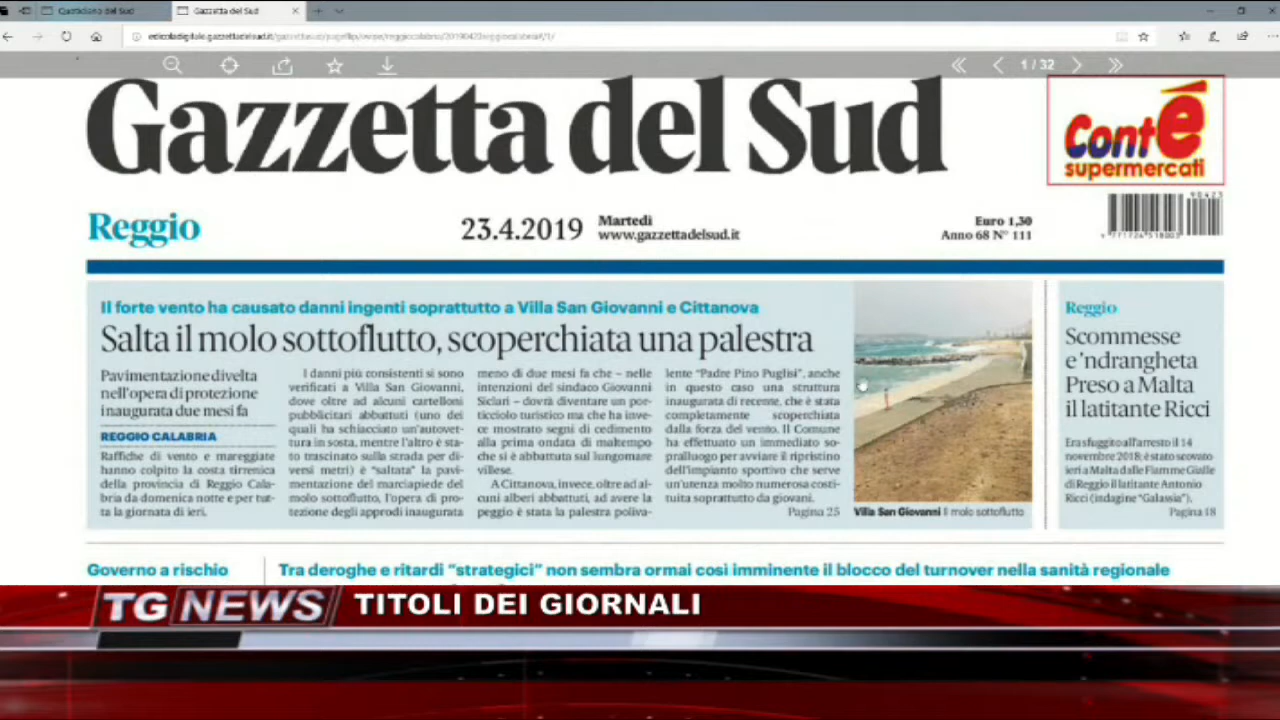 Quotidiano del Sud
Gazzetta del Sud
1 / 32
Gazzetta del Sud
Conté
supermercati
Reggio
23.4.2019
Martedì
www.gazzettadelsud.it
Euro 1,30
Anno 68 N° 111
90423
Il forte vento ha causato danni ingenti soprattutto a Villa San Giovanni e Cittanova
Salta il molo sottoflutto, scoperchiata una palestra
Pavimentazione divelta
nell'opera di protezione
inaugurata due mesi fa
REGGIO CALABRIA
Raffiche di vento e mareggiate
hanno colpito la costa tirrenica
della provincia di Reggio Cala-
bria da domenica notte e per tut-
ta la giornata di ieri.
I danni più consistenti si sono
verificati a Villa San Giovanni,
dove oltre ad alcuni cartelloni
pubblicitari abbattuti (uno dei
quali ha schiacciato un'autovet-
tura in sosta, mentre l'altro è sta-
to trascinato sulla strada per di-
versi metri) è "saltata" la pavi-
mentazione del marciapiede del
molo sottoflutto, l'opera di pro-
tezione degli approdi inaugurata
meno di due mesi fa che – nelle
intenzioni del sindaco Giovanni
Siclari – dovrà diventare un por-
ticciolo turistico ma che ha inve-
ce mostrato segni di cedimento
alla prima ondata di maltempo
che si è abbattuta sul lungomare
villese.
A Cittanova, invece, oltre ad al-
cuni alberi abbattuti, ad avere la
peggio è stata la palestra poliva-
lente "Padre Pino Puglisi", anche
in questo caso una struttura
inaugurata di recente, che è stata
completamente scoperchiata
dalla forza del vento. Il Comune
ha effettuato un immediato so-
pralluogo per avviare il ripristino
dell'impianto sportivo che serve
un'utenza molto numerosa costi-
tuita soprattutto da giovani.
Pagina 25
Villa San Giovanni Il molo sottoflutto
Reggio
Scommesse
e 'ndrangheta
Preso a Malta
il latitante Ricci
Era sfuggito all'arresto il 14
novembre 2018; è stato scovato
ieri a Malta dalle Fiamme Gialle
di Reggio il latitante Antonio
Ricci (indagine "Galassia").
Pagina 18
Governo a rischio
Tra deroghe e ritardi "strategici" non sembra ormai così imminente il blocco del turnover nella sanità regionale
TG NEWS
TITOLI DEI GIORNALI